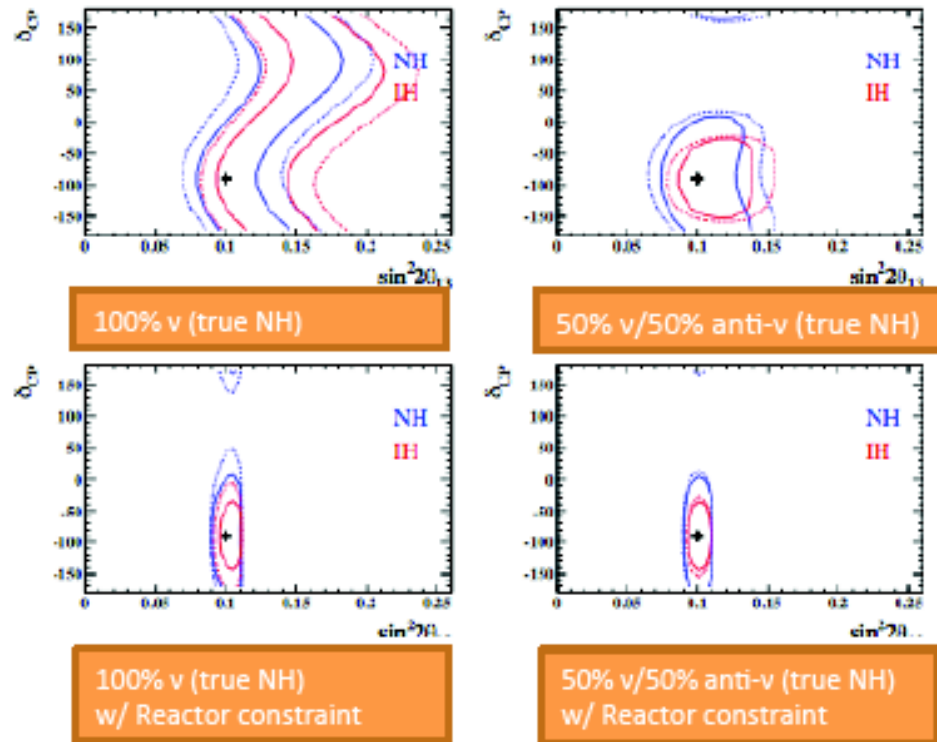 δCP
150
100
50
0
-50
-100
-150
NH
IH
0
0.05
0.1
0.15
0.2
0.25
sin²2θ13
100% ν (true NH)
δCP
150
100
50
0
-50
-100
-150
NH
IH
0
0.05
0.1
0.15
0.2
0.25
sin²2θ13
50% ν/50% anti-ν (true NH)
δCP
150
100
50
0
-50
-100
-150
NH
IH
0
0.05
0.1
0.15
0.2
0.25
100% ν (true NH)
w/ Reactor constraint
δCP
150
100
50
0
-50
-100
-150
NH
IH
0
0.05
0.1
0.15
0.2
0.25
50% ν/50% anti-ν (true NH)
w/ Reactor constraint